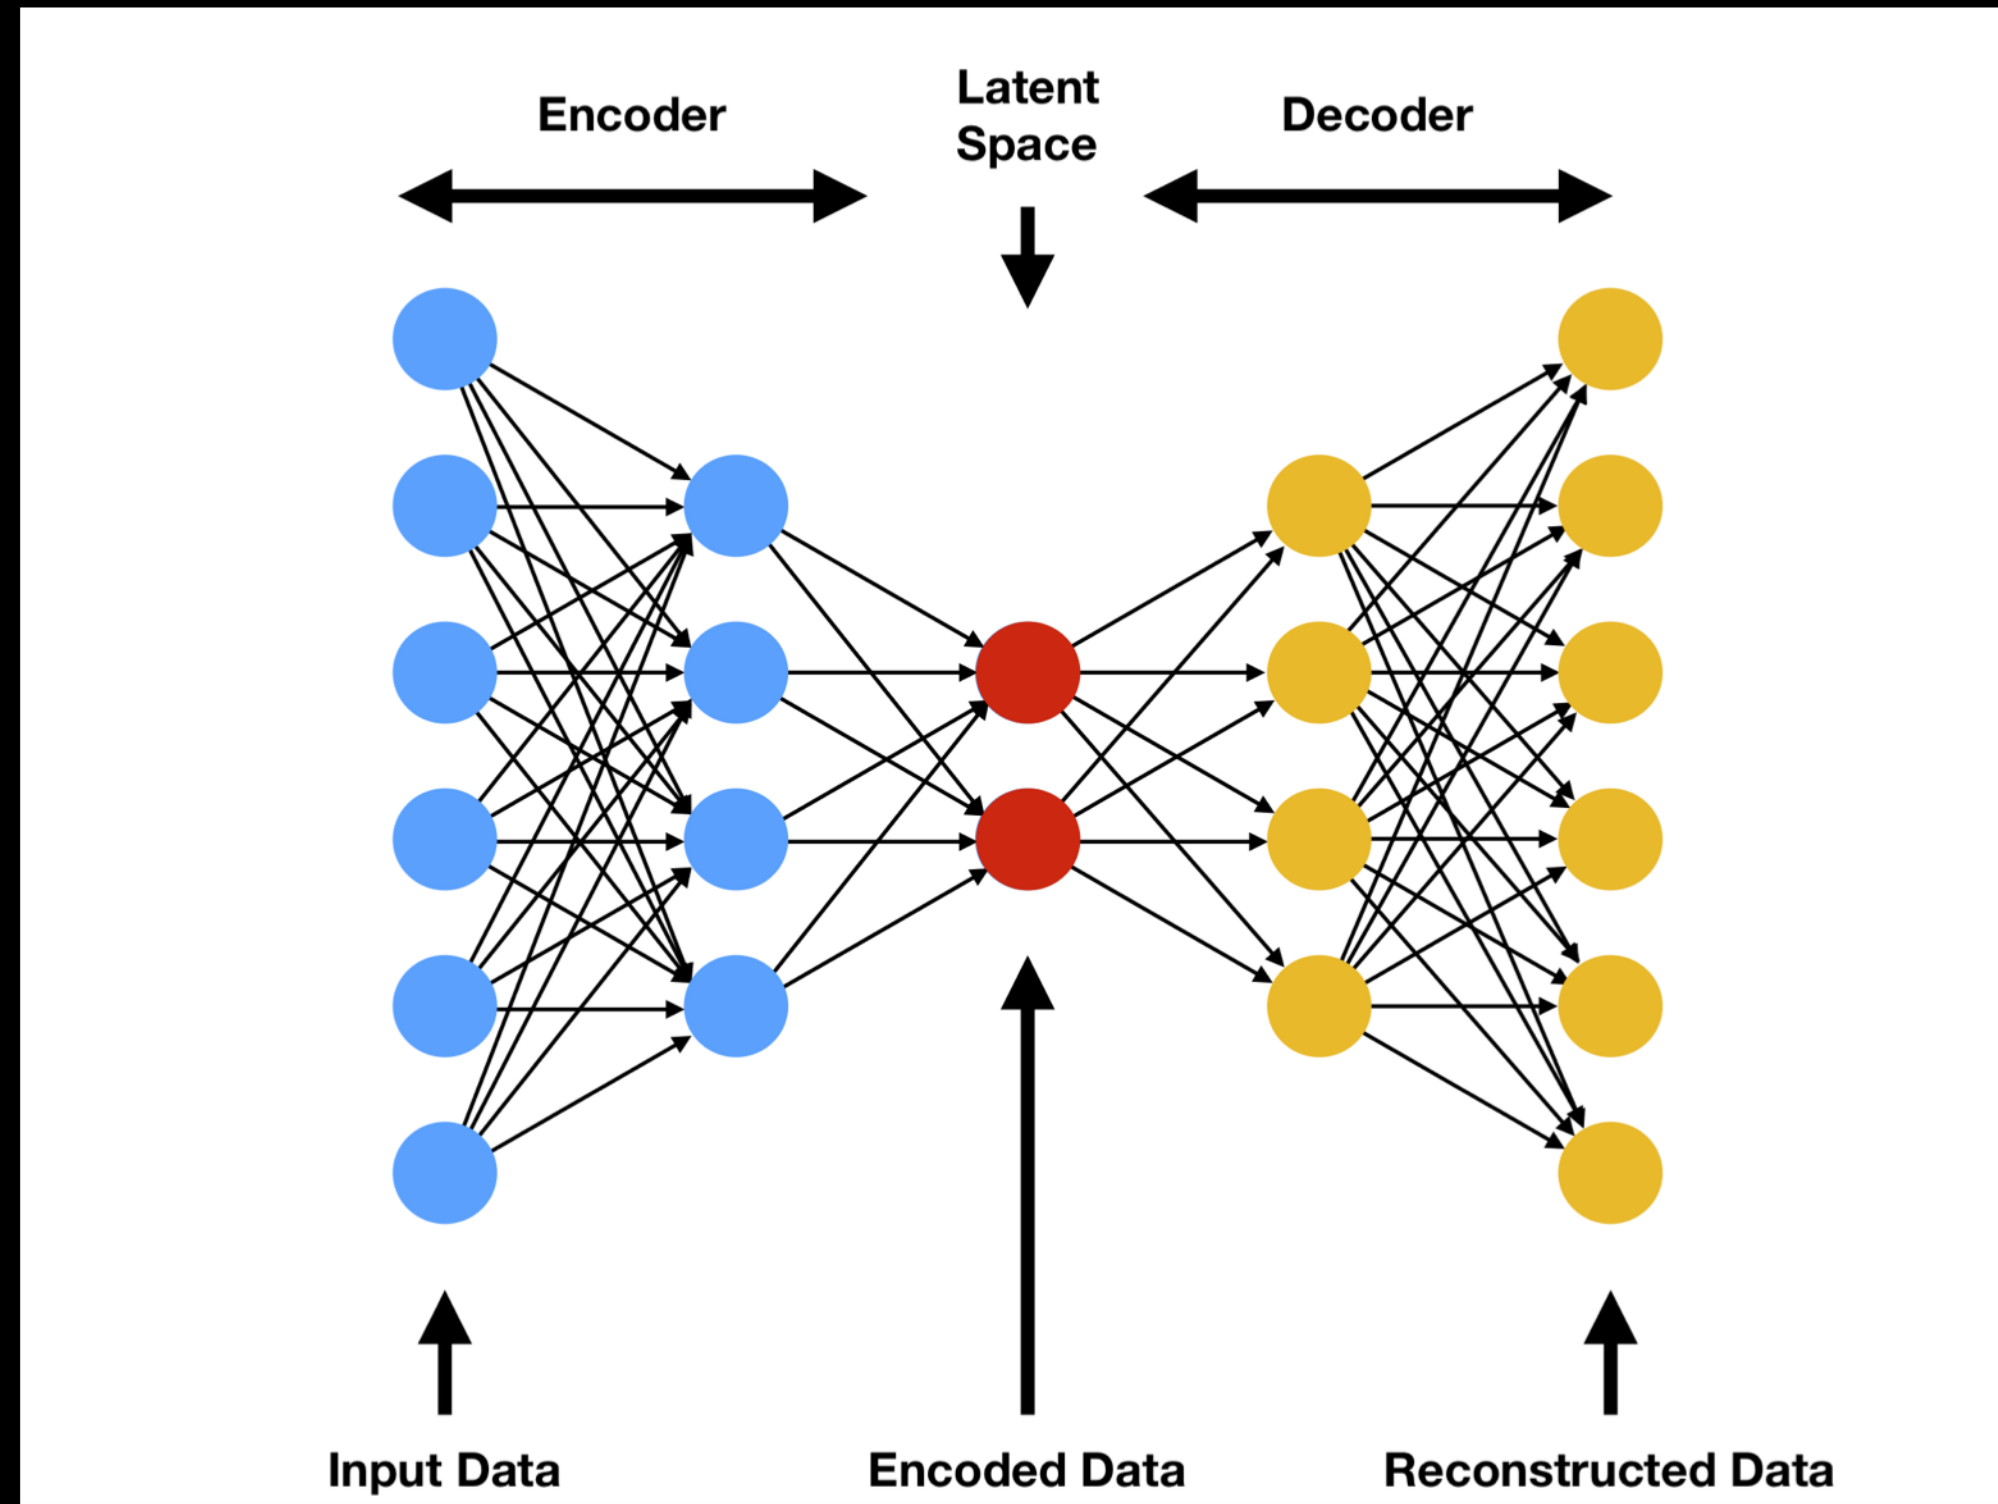 Encoder
Latent
Space
Decoder
Input Data
Encoded Data
Reconstructed Data